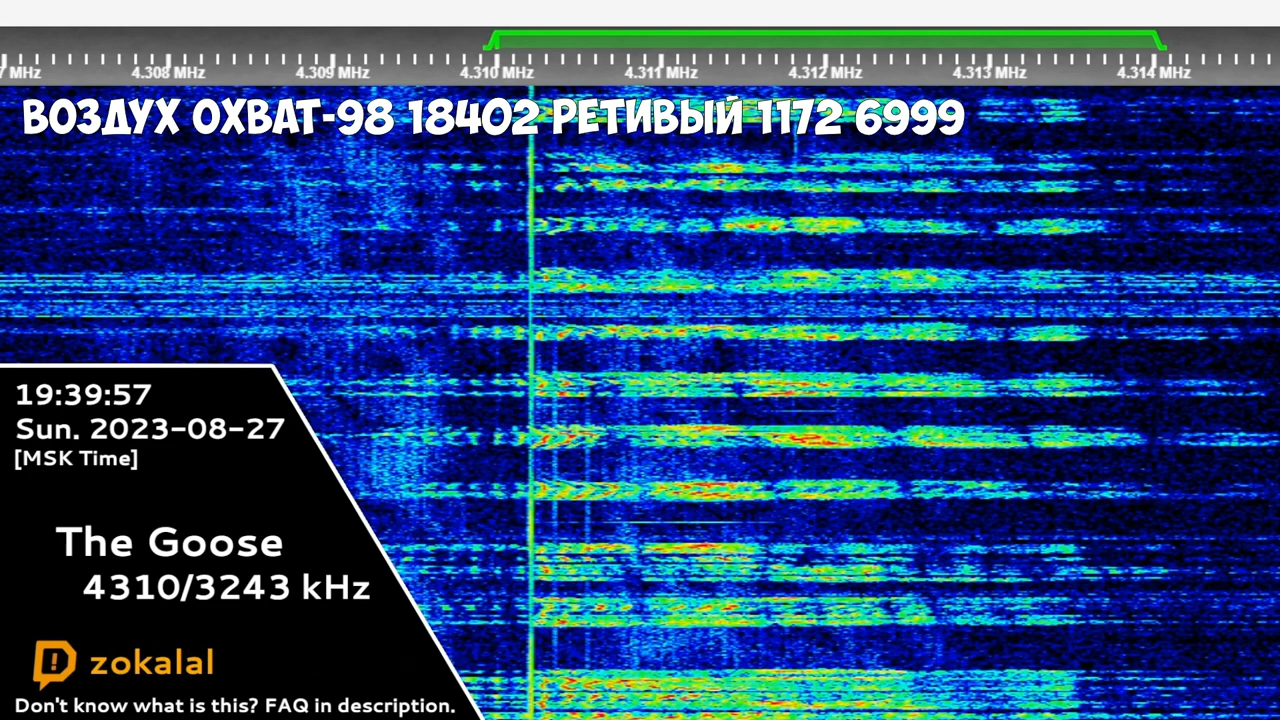 7 MHz 4.308 MHz 4.309 MHz 4.310 MHz 4.311 MHz 4.312 MHz 4.313 MHz 4.314 MHz
ВОЗДУХ ОХВАТ-98 18402 РЕТИВЫЙ 1172 6999
19:39:57
Sun. 2023-08-27
[MSK Time]
The Goose
4310/3243 kHz
zokalal
Don't know what is this? FAQ in description.